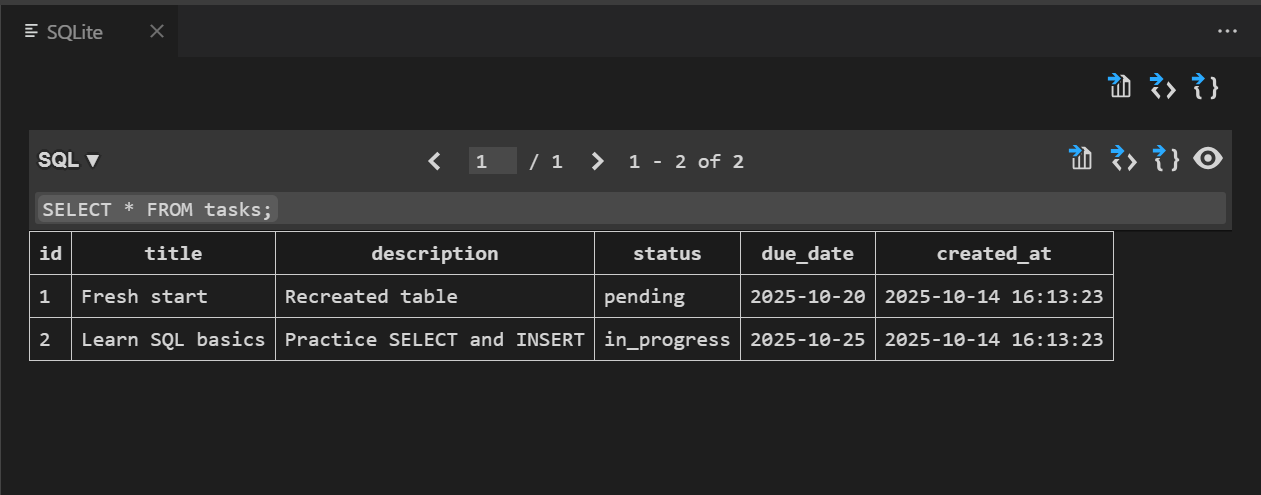 SQLite
SQL ▼ 1 / 1 1 - 2 of 2
SELECT * FROM tasks;
id title description status due_date created_at
1 Fresh start Recreated table pending 2025-10-20 2025-10-14 16:13:23
2 Learn SQL basics Practice SELECT and INSERT in_progress 2025-10-25 2025-10-14 16:13:23